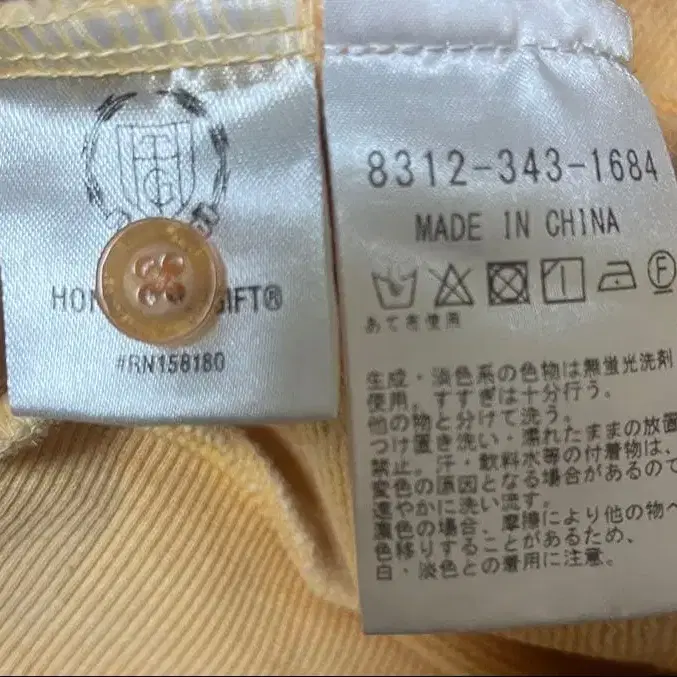 THG
#RN158180
8312-343-1684
MADE IN CHINA
F
あてき使用
生成・淡色系の色物は無蛍光洗剤
使用。すすぎは十分行う。
他の物と分けて洗う。
つけ置き洗い・濡れたままの放置
禁止。汗・飲料水等の付着物は、
変色の原因となる場合があるので
速やかに洗い流す。
濃色の場合、摩擦により他の物へ
色移りすることがあるため、
白・淡色との着用に注意。